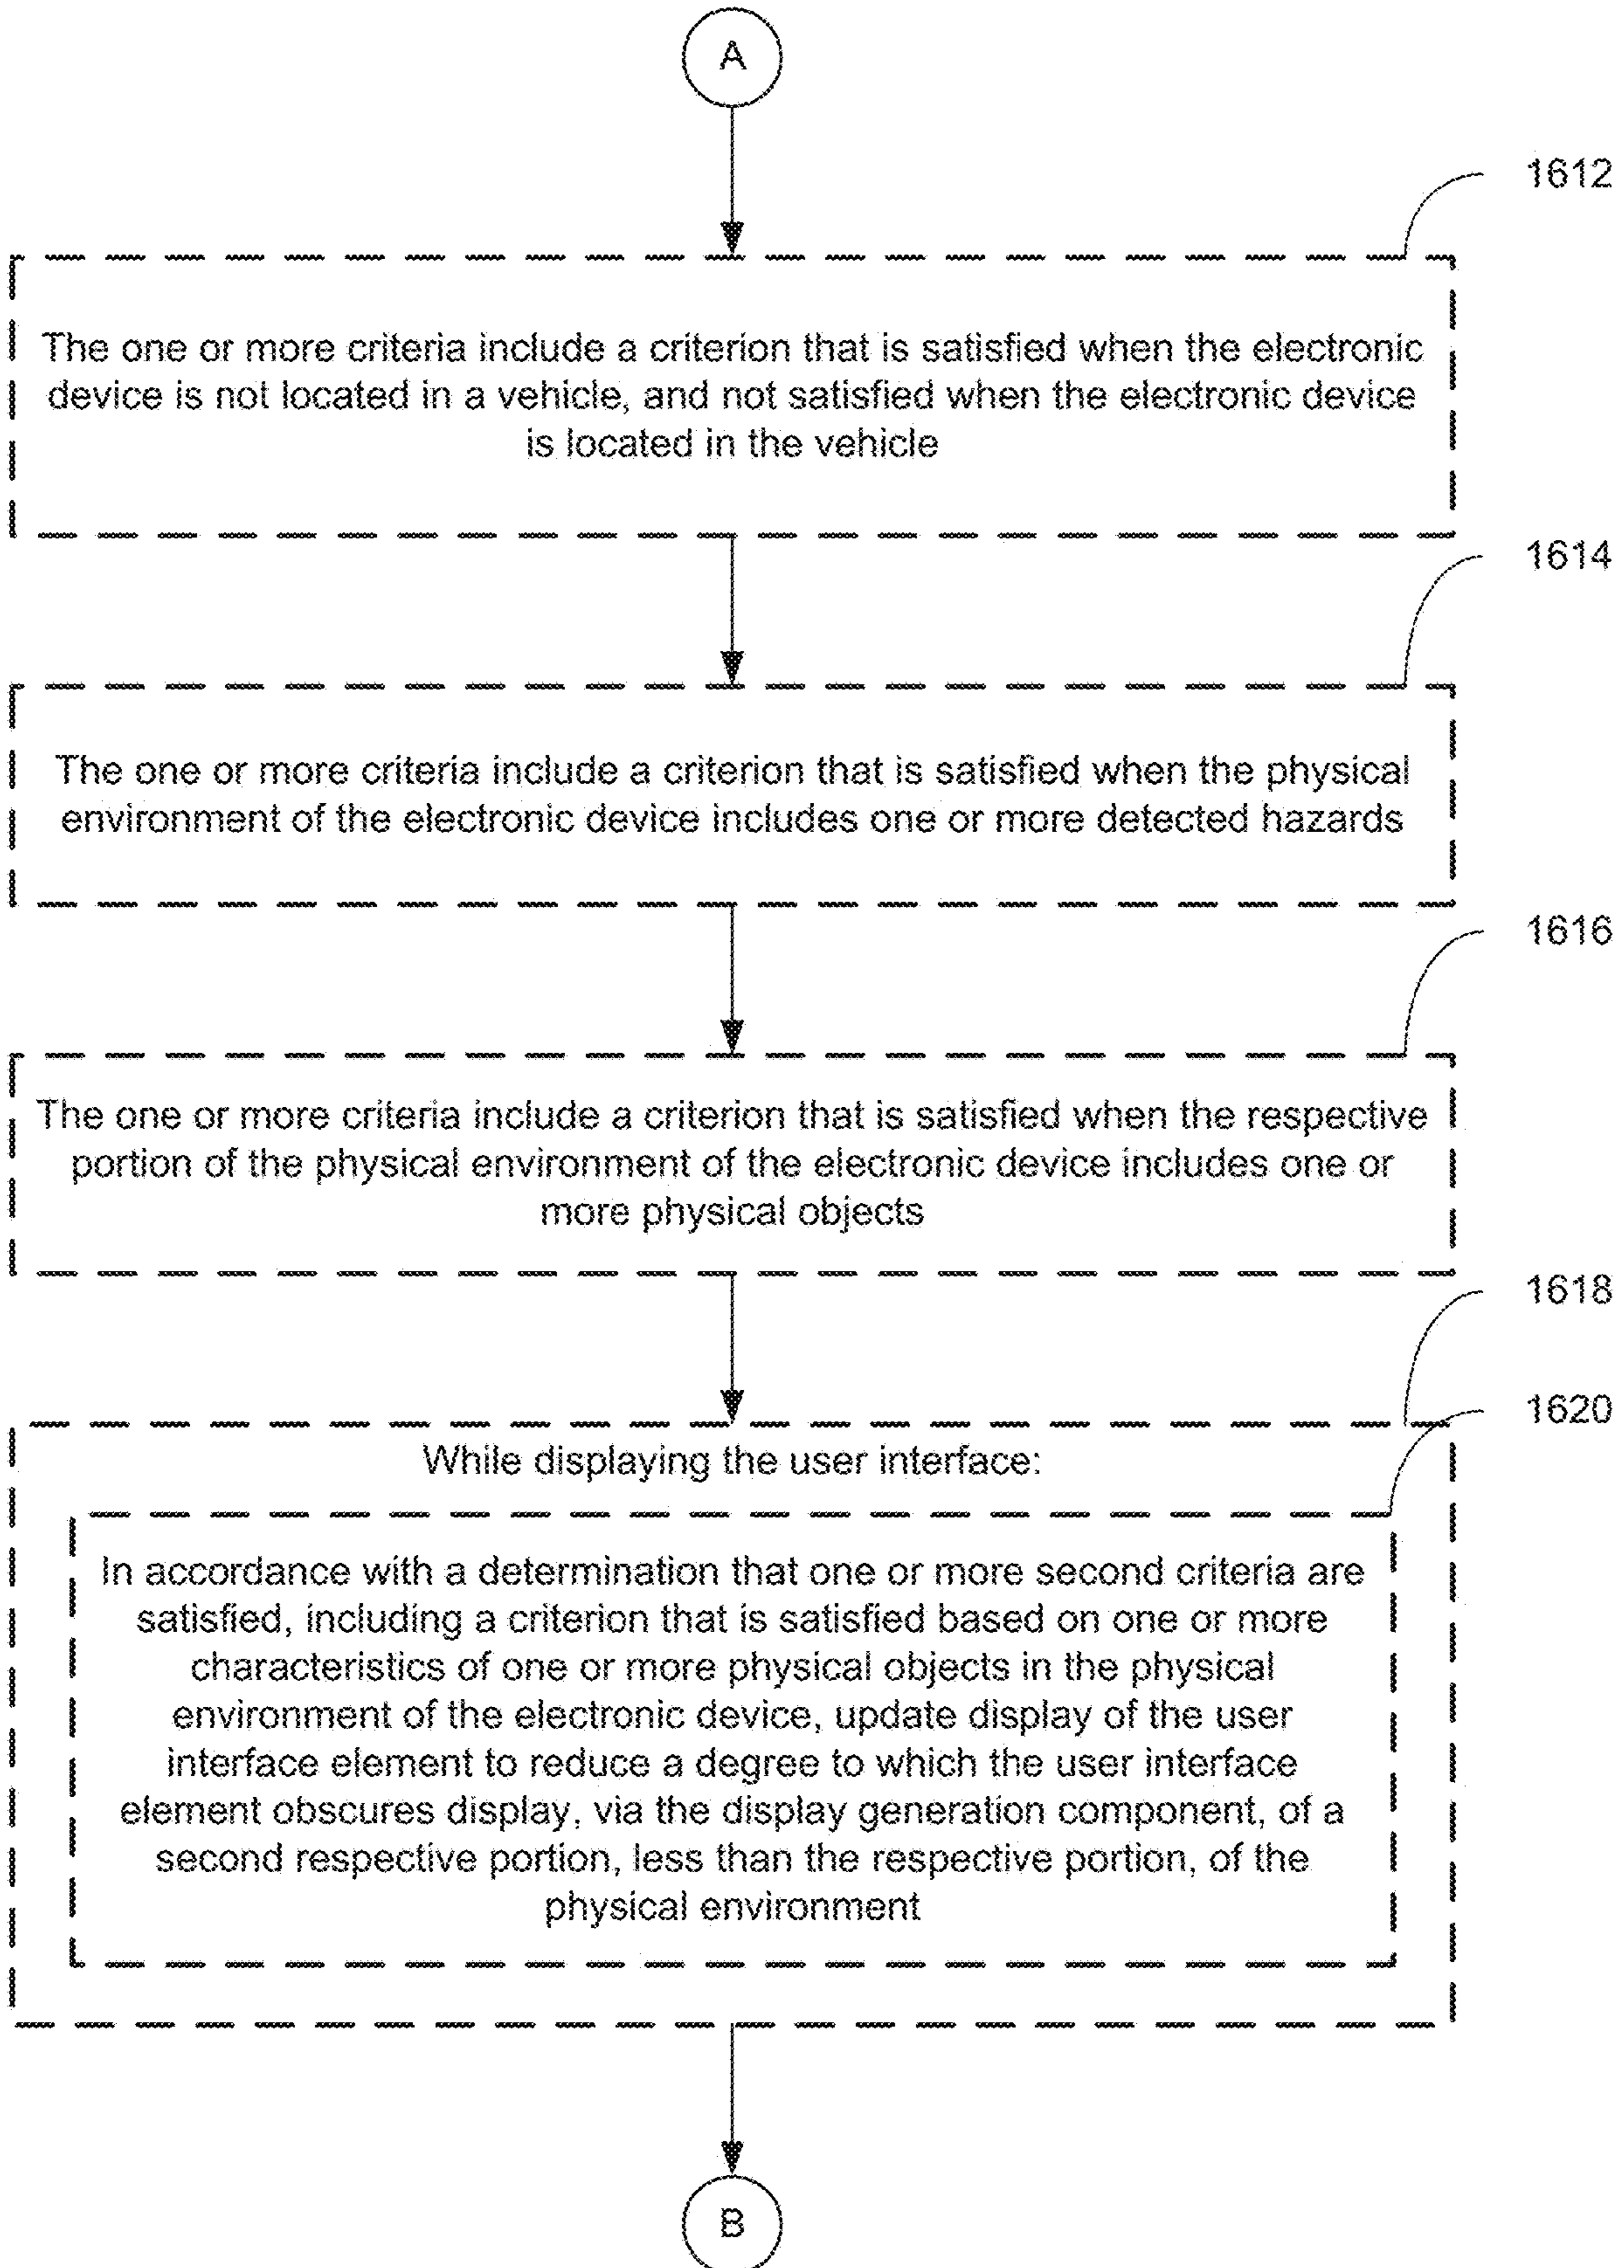 A
1612
The one or more criteria include a criterion that is satisfied when the electronic
device is not located in a vehicle, and not satisfied when the electronic device
is located in the vehicle
1614
The one or more criteria include a criterion that is satisfied when the physical
environment of the electronic device includes one or more detected hazards
1616
The one or more criteria include a criterion that is satisfied when the respective
portion of the physical environment of the electronic device includes one or
more physical objects
1618
1620
While displaying the user interface:
In accordance with a determination that one or more second criteria are
satisfied, including a criterion that is satisfied based on one or more
characteristics of one or more physical objects in the physical
environment of the electronic device, update display of the user
interface element to reduce a degree to which the user interface
element obscures display, via the display generation component, of a
second respective portion, less than the respective portion, of the
physical environment
B